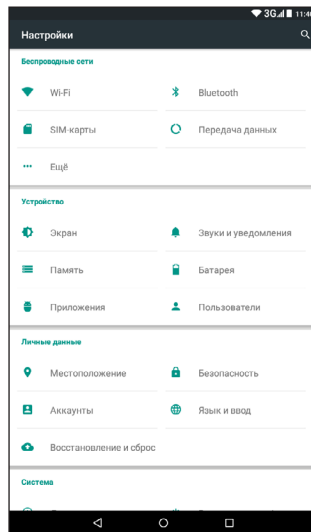 3G 11:46
Настройки
Беспроводные сети
Wi-Fi Bluetooth
SIM-карты Передача данных
Ещё
Устройство
Экран Звуки и уведомления
Память Батарея
Приложения Пользователи
Личные данные
Местоположение Безопасность
Аккаунты Язык и ввод
Восстановление и сброс
Система